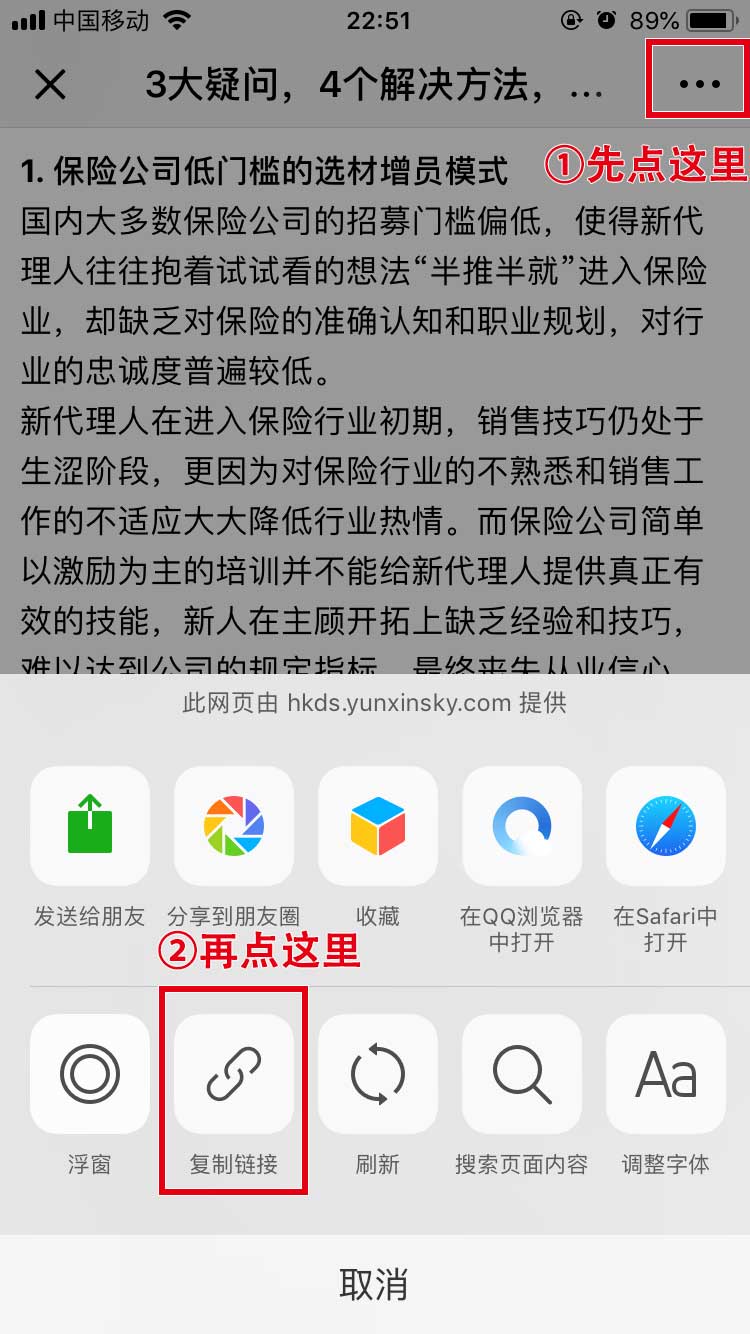 中国移动 22:51 89%
3大疑问，4个解决方法，...
①先点这里
1. 保险公司低门槛的选材增员模式
国内大多数保险公司的招募门槛偏低，使得新代
理人往往抱着试试看的想法“半推半就”进入保险
业，却缺乏对保险的准确认知和职业规划，对行
业的忠诚度普遍较低。
新代理人在进入保险行业初期，销售技巧仍处于
生涩阶段，更因为对保险行业的不熟悉和销售工
作的不适应大大降低行业热情。而保险公司简单
以激励为主的培训并不能给新代理人提供真正有
效的技能，新人在主顾开拓上缺乏经验和技巧，
难以达到公司的规定指标，最终丧失从业信心
此网页由 hkds.yunxinsky.com 提供
发送给朋友 分享到朋友圈 收藏 在QQ浏览器 在Safari中
中打开 打开
②再点这里
浮窗 复制链接 刷新 搜索页面内容 Aa 调整字体
取消